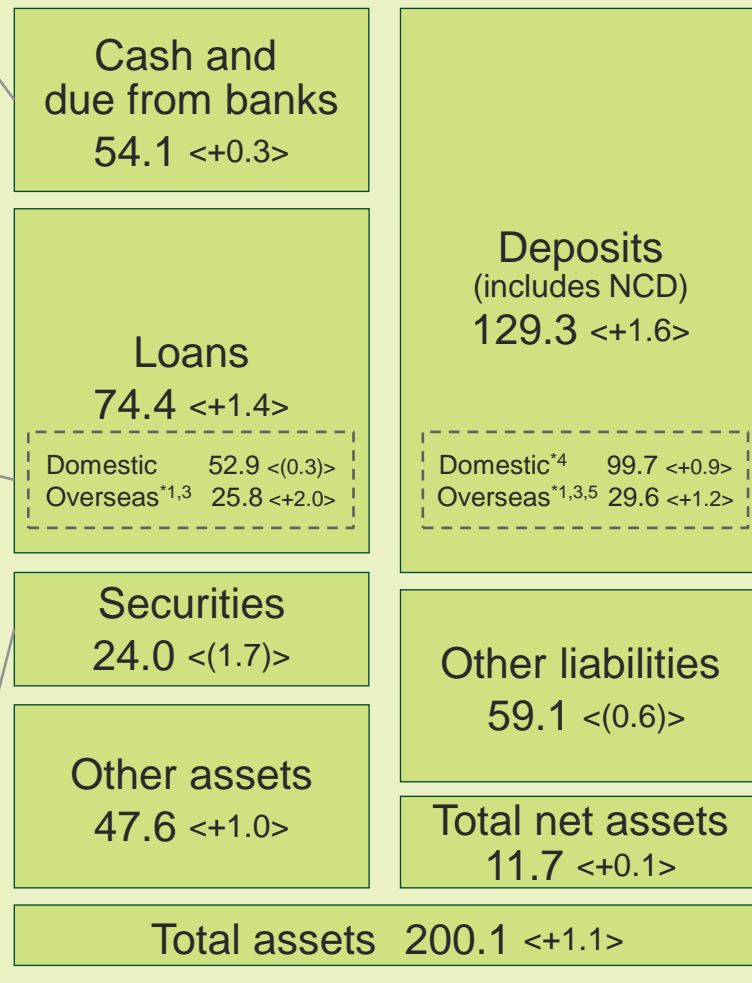 Cash and
due from banks
54.1 <+0.3>
Loans
74.4 <+1.4>
Domestic 52.9 <(0.3)>
Overseas*1,3 25.8 <+2.0>
Securities
24.0 <(1.7)>
Other assets
47.6 <+1.0>
Deposits
(includes NCD)
129.3 <+1.6>
Domestic*4 99.7 <+0.9>
Overseas*1,3,5 29.6 <+1.2>
Other liabilities
59.1 <(0.6)>
Total net assets
11.7 <+0.1>
Total assets 200.1 <+1.1>